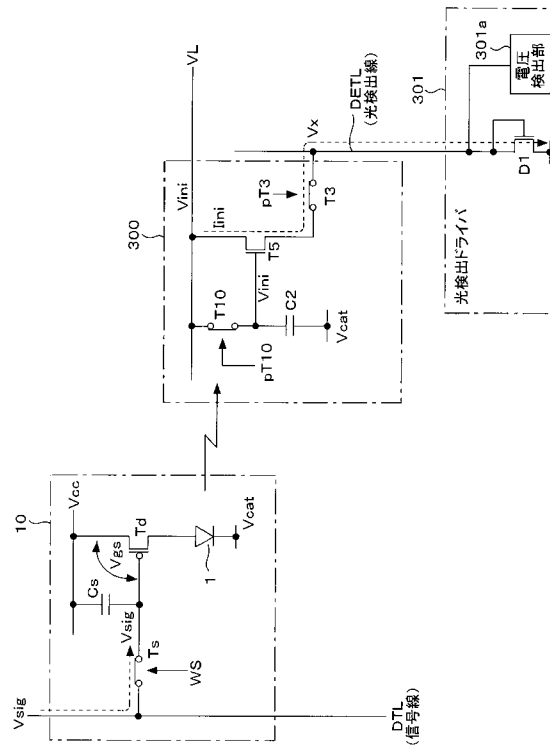 10
Vsig
Vcc
Cs
Vgs
Td
Vsig
Ts
WS
1
Vcat
DTL
(信号線)
300
Vini
VL
Iini
T10
Vini
T5
pT10
C2
Vcat
pT3
T3
Vx
DETL
(光検出線)
301
光検出ドライバ
301a
電圧
検出部
D1